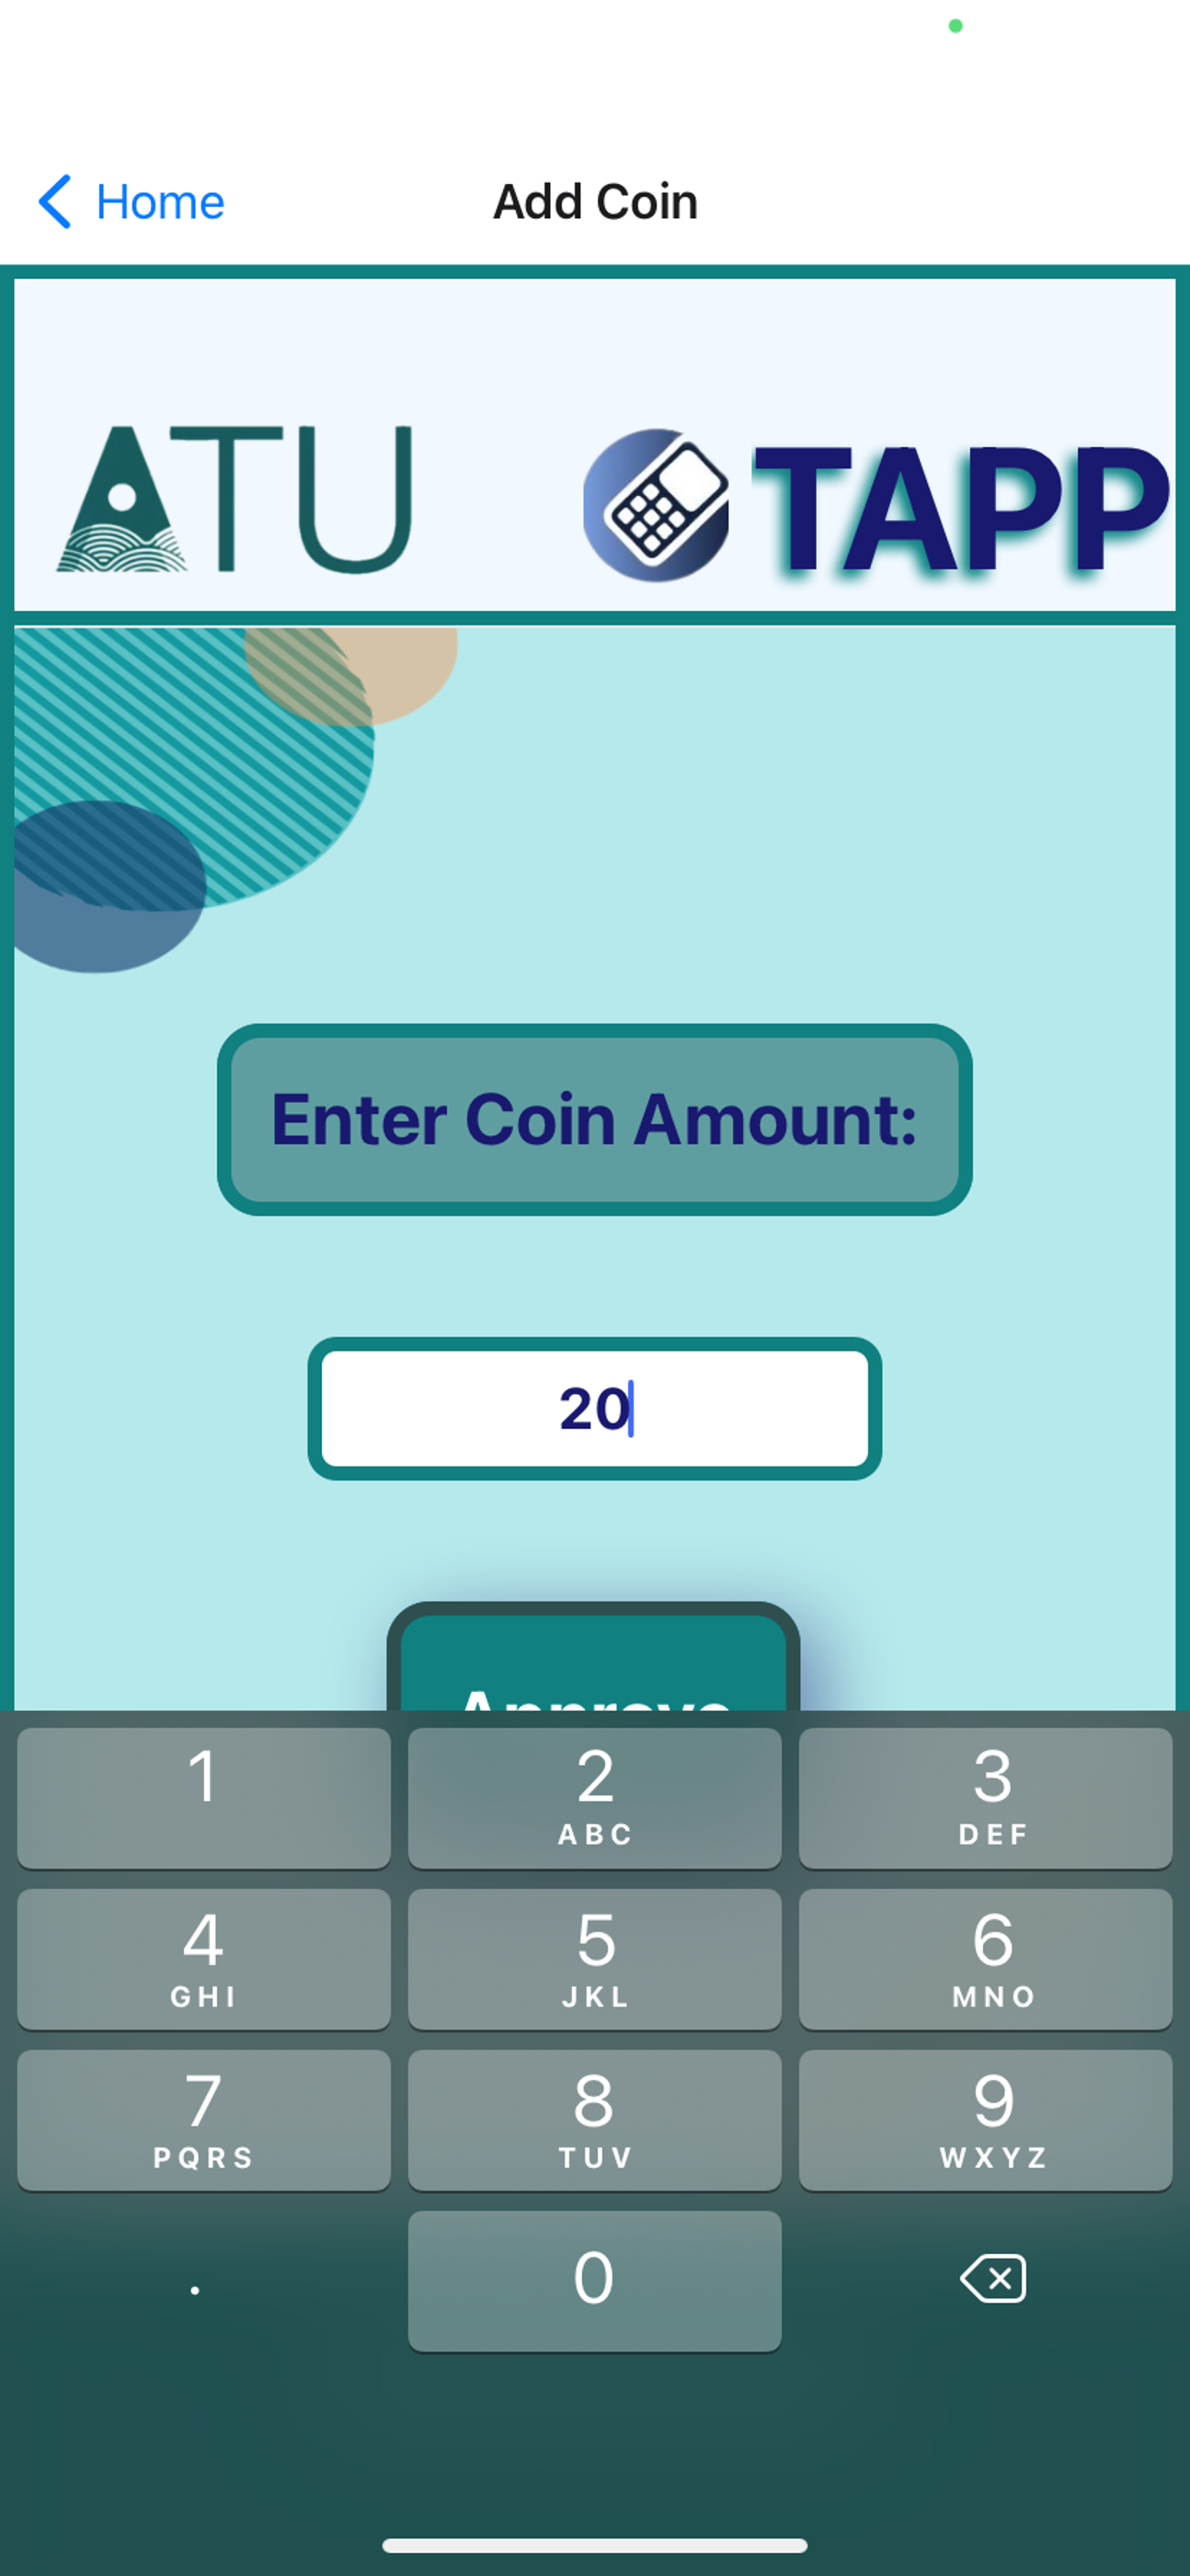 Home
Add Coin
ATU
TAPP
Enter Coin Amount:
20
Approve
1
2
ABC
3
DEF
4
GHI
5
JKL
6
MNO
7
PQRS
8
TUV
9
WXYZ
.
0